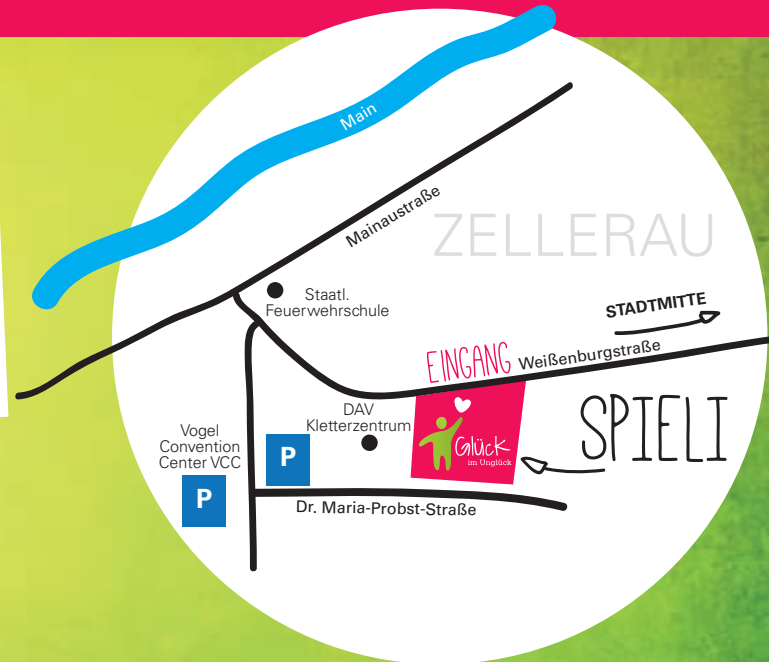 Main
Mainaustraße
ZELLERAU
Staatl.
Feuerwehrschule
STADTMITTE
EINGANG
Weißenburgstraße
DAV
Kletterzentrum
Glück
im Unglück
SPIELI
Vogel
Convention
Center VCC
P
P
Dr. Maria-Probst-Straße